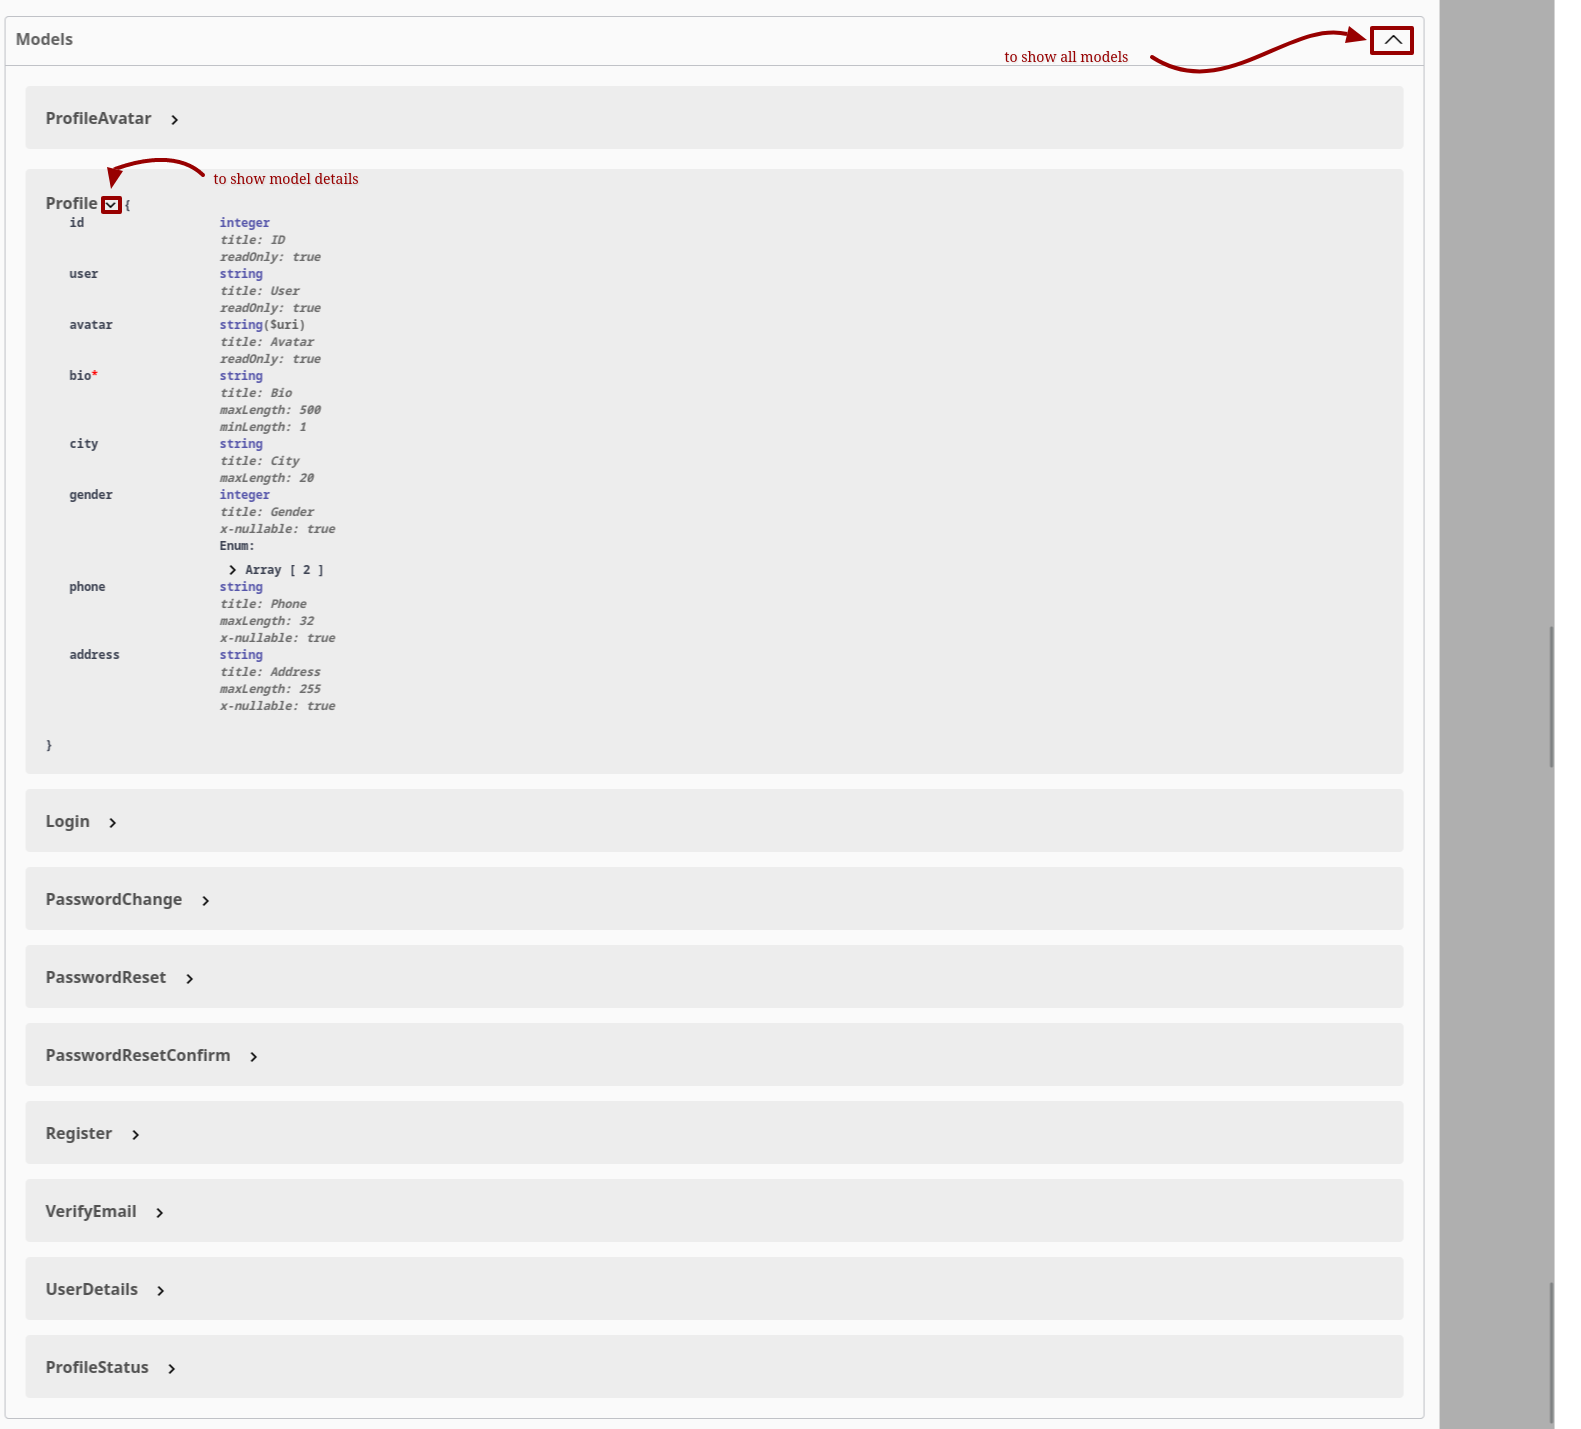 Models
to show all models
ProfileAvatar
to show model details
Profile {
id integer
title: ID
readOnly: true
user string
title: User
readOnly: true
avatar string($uri)
title: Avatar
readOnly: true
bio* string
title: Bio
maxLength: 500
minLength: 1
city string
title: City
maxLength: 20
gender integer
title: Gender
x-nullable: true
Enum:
Array [ 2 ]
phone string
title: Phone
maxLength: 32
x-nullable: true
address string
title: Address
maxLength: 255
x-nullable: true
}
Login
PasswordChange
PasswordReset
PasswordResetConfirm
Register
VerifyEmail
UserDetails
ProfileStatus